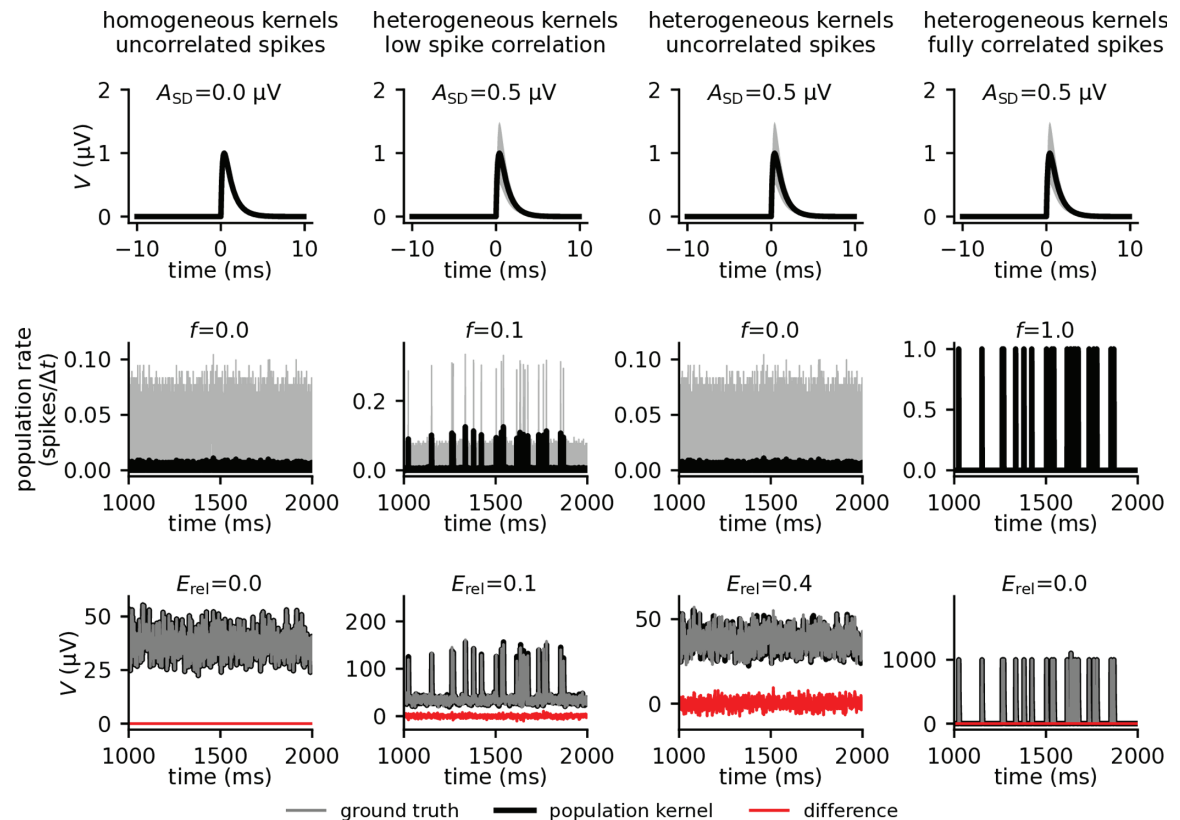 homogeneous kernels
uncorrelated spikes
heterogeneous kernels
low spike correlation
heterogeneous kernels
uncorrelated spikes
heterogeneous kernels
fully correlated spikes
V (μV)
2
1
0
A_SD=0.0 μV
−10 0 10
time (ms)
2
1
0
A_SD=0.5 μV
−10 0 10
time (ms)
2
1
0
A_SD=0.5 μV
−10 0 10
time (ms)
2
1
0
A_SD=0.5 μV
−10 0 10
time (ms)
population rate
(spikes/Δt)
f=0.0
0.10
0.05
0.00
1000 1500 2000
time (ms)
f=0.1
0.2
0.0
1000 1500 2000
time (ms)
f=0.0
0.10
0.05
0.00
1000 1500 2000
time (ms)
f=1.0
1.0
0.5
0.0
1000 1500 2000
time (ms)
V (μV)
E_rel=0.0
50
25
0
1000 1500 2000
time (ms)
E_rel=0.1
200
100
0
1000 1500 2000
time (ms)
E_rel=0.4
50
0
1000 1500 2000
time (ms)
E_rel=0.0
1000
0
1000 1500 2000
time (ms)
ground truth population kernel difference